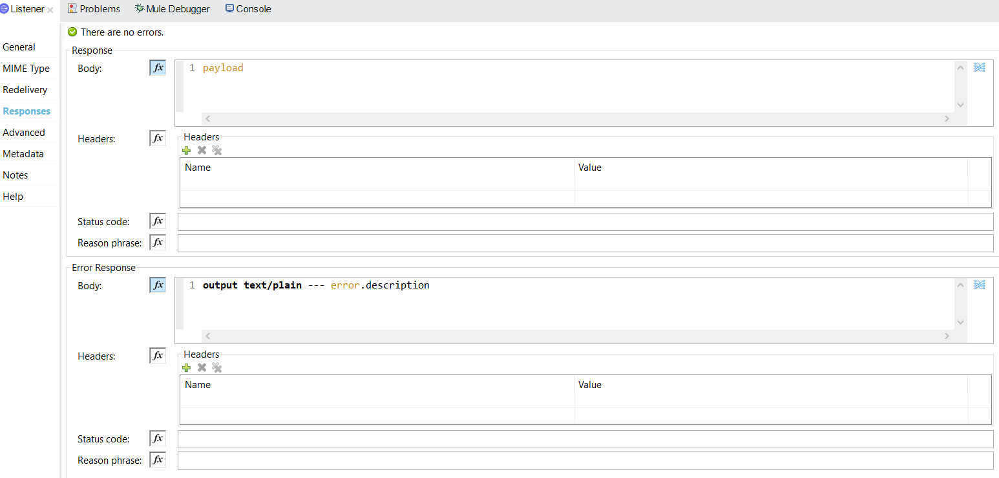 Listener Problems Mule Debugger Console
There are no errors.
General
MIME Type
Redelivery
Responses
Advanced
Metadata
Notes
Help
Response
Body: fx 1 payload
Headers: fx Headers
Name Value
Status code: fx
Reason phrase: fx
Error Response
Body: fx 1 output text/plain --- error.description
Headers: fx Headers
Name Value
Status code: fx
Reason phrase: fx